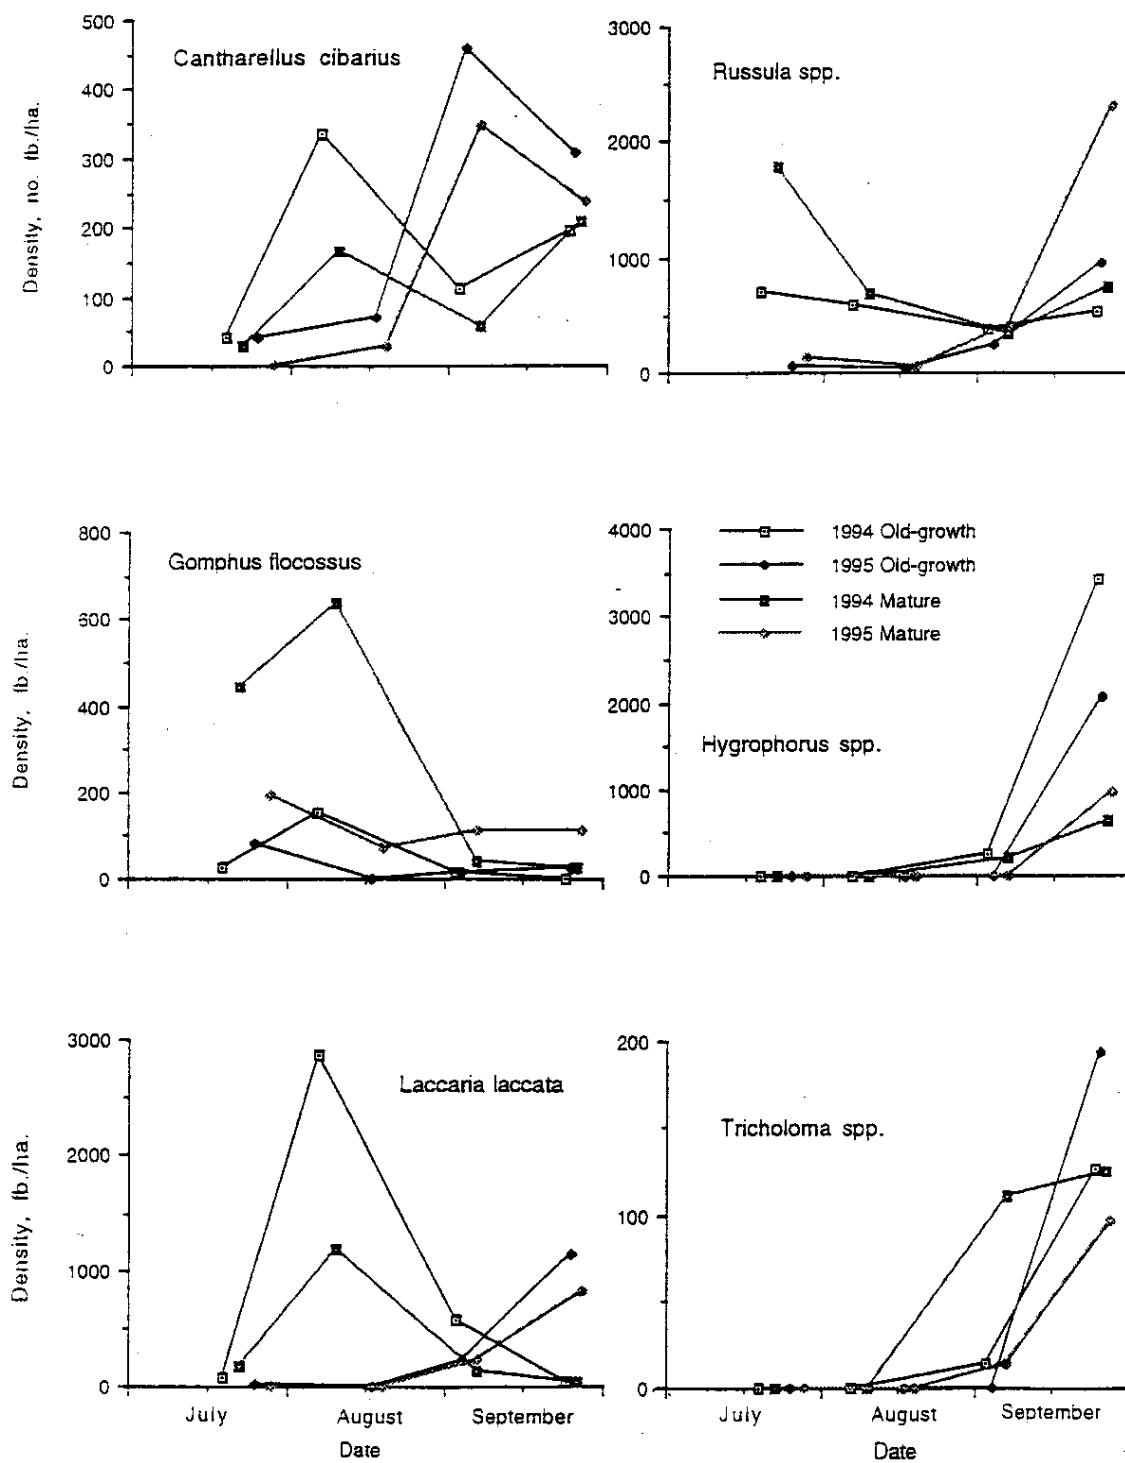 Cantharellus cibarius
Density, no. fb./ha.
500
400
300
200
100
0
Russula spp.
3000
2000
1000
0
Gomphus flocossus
Density, fb./ha.
800
600
400
200
0
1994 Old-growth
1995 Old-growth
1994 Mature
1995 Mature
Hygrophorus spp.
4000
3000
2000
1000
0
Laccaria laccata
Density, fb./ha.
3000
2000
1000
0
July
August
September
Date
Tricholoma spp.
200
100
0
July
August
September
Date